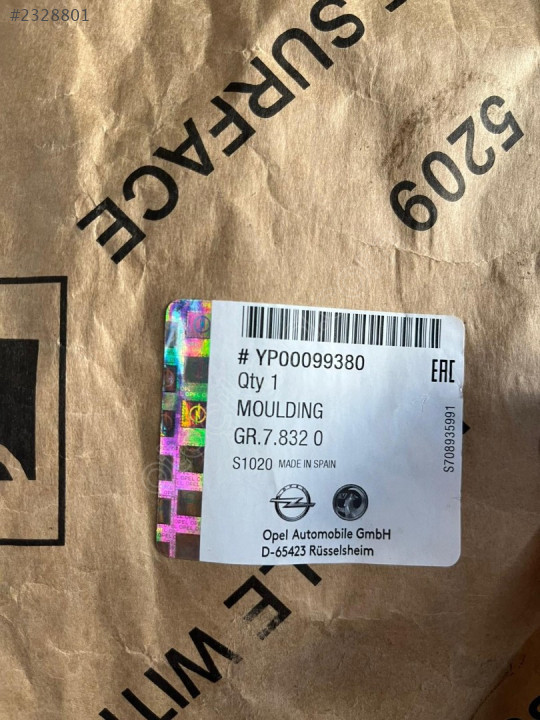 #2328801
SURFACE
5209
# YP00099380
EAC
Qty 1
MOULDING
GR.7.832 0
S1020 MADE IN SPAIN
S708935991
Opel Automobile GmbH
D-65423 Rüsselsheim